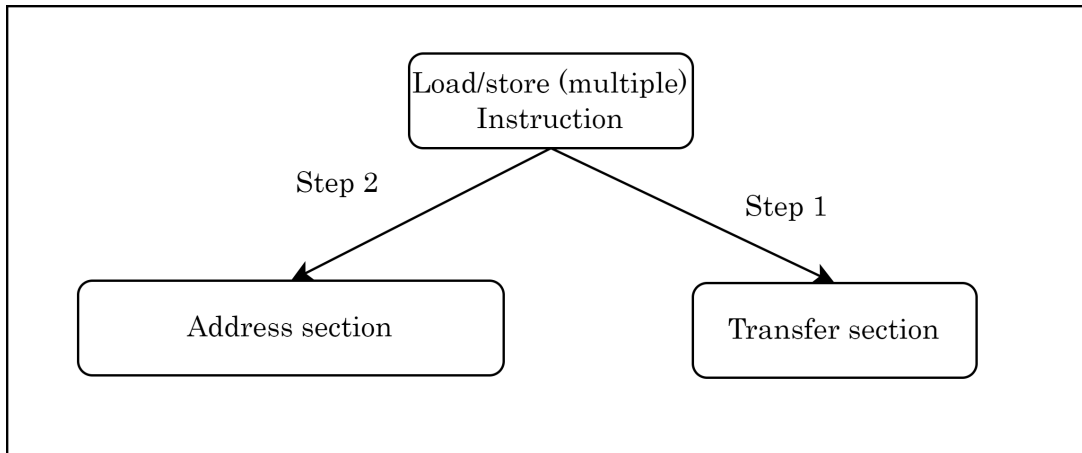 Load/store (multiple)
Instruction
Step 2
Step 1
Address section
Transfer section